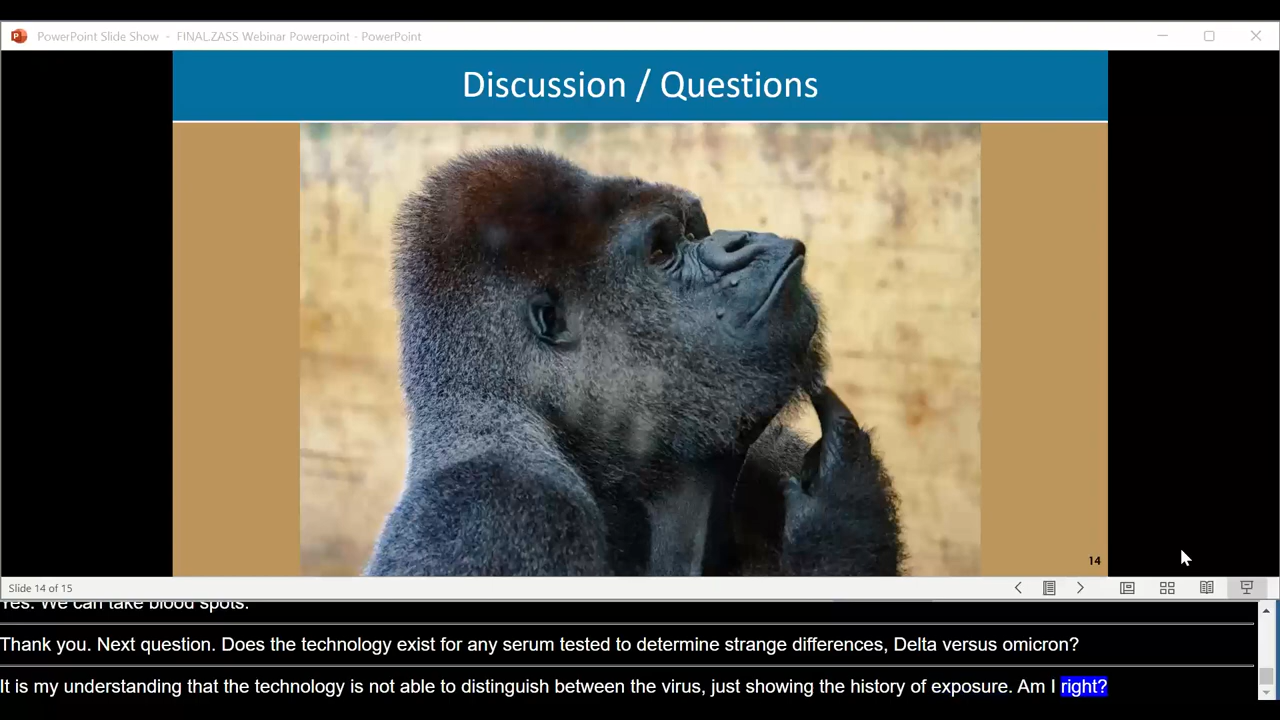 PowerPoint Slide Show - FINAL.ZASS Webinar Powerpoint - PowerPoint
Discussion / Questions
14
Slide 14 of 15
Yes. We can take blood spots.
Thank you. Next question. Does the technology exist for any serum tested to determine strange differences, Delta versus omicron?
It is my understanding that the technology is not able to distinguish between the virus, just showing the history of exposure. Am I right?